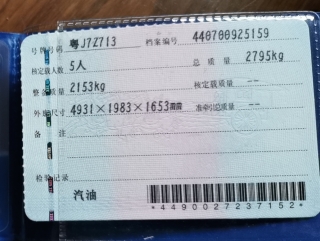 号牌号码 粤J7Z713 档案编号 440700925159
核定载人数 5人 总质量 2795kg
整备质量 2153kg 核定载质量 --
外廓尺寸 4931×1983×1653㎜ 准牵引总质量 --
备注
检验记录
汽油
*4490027237152*